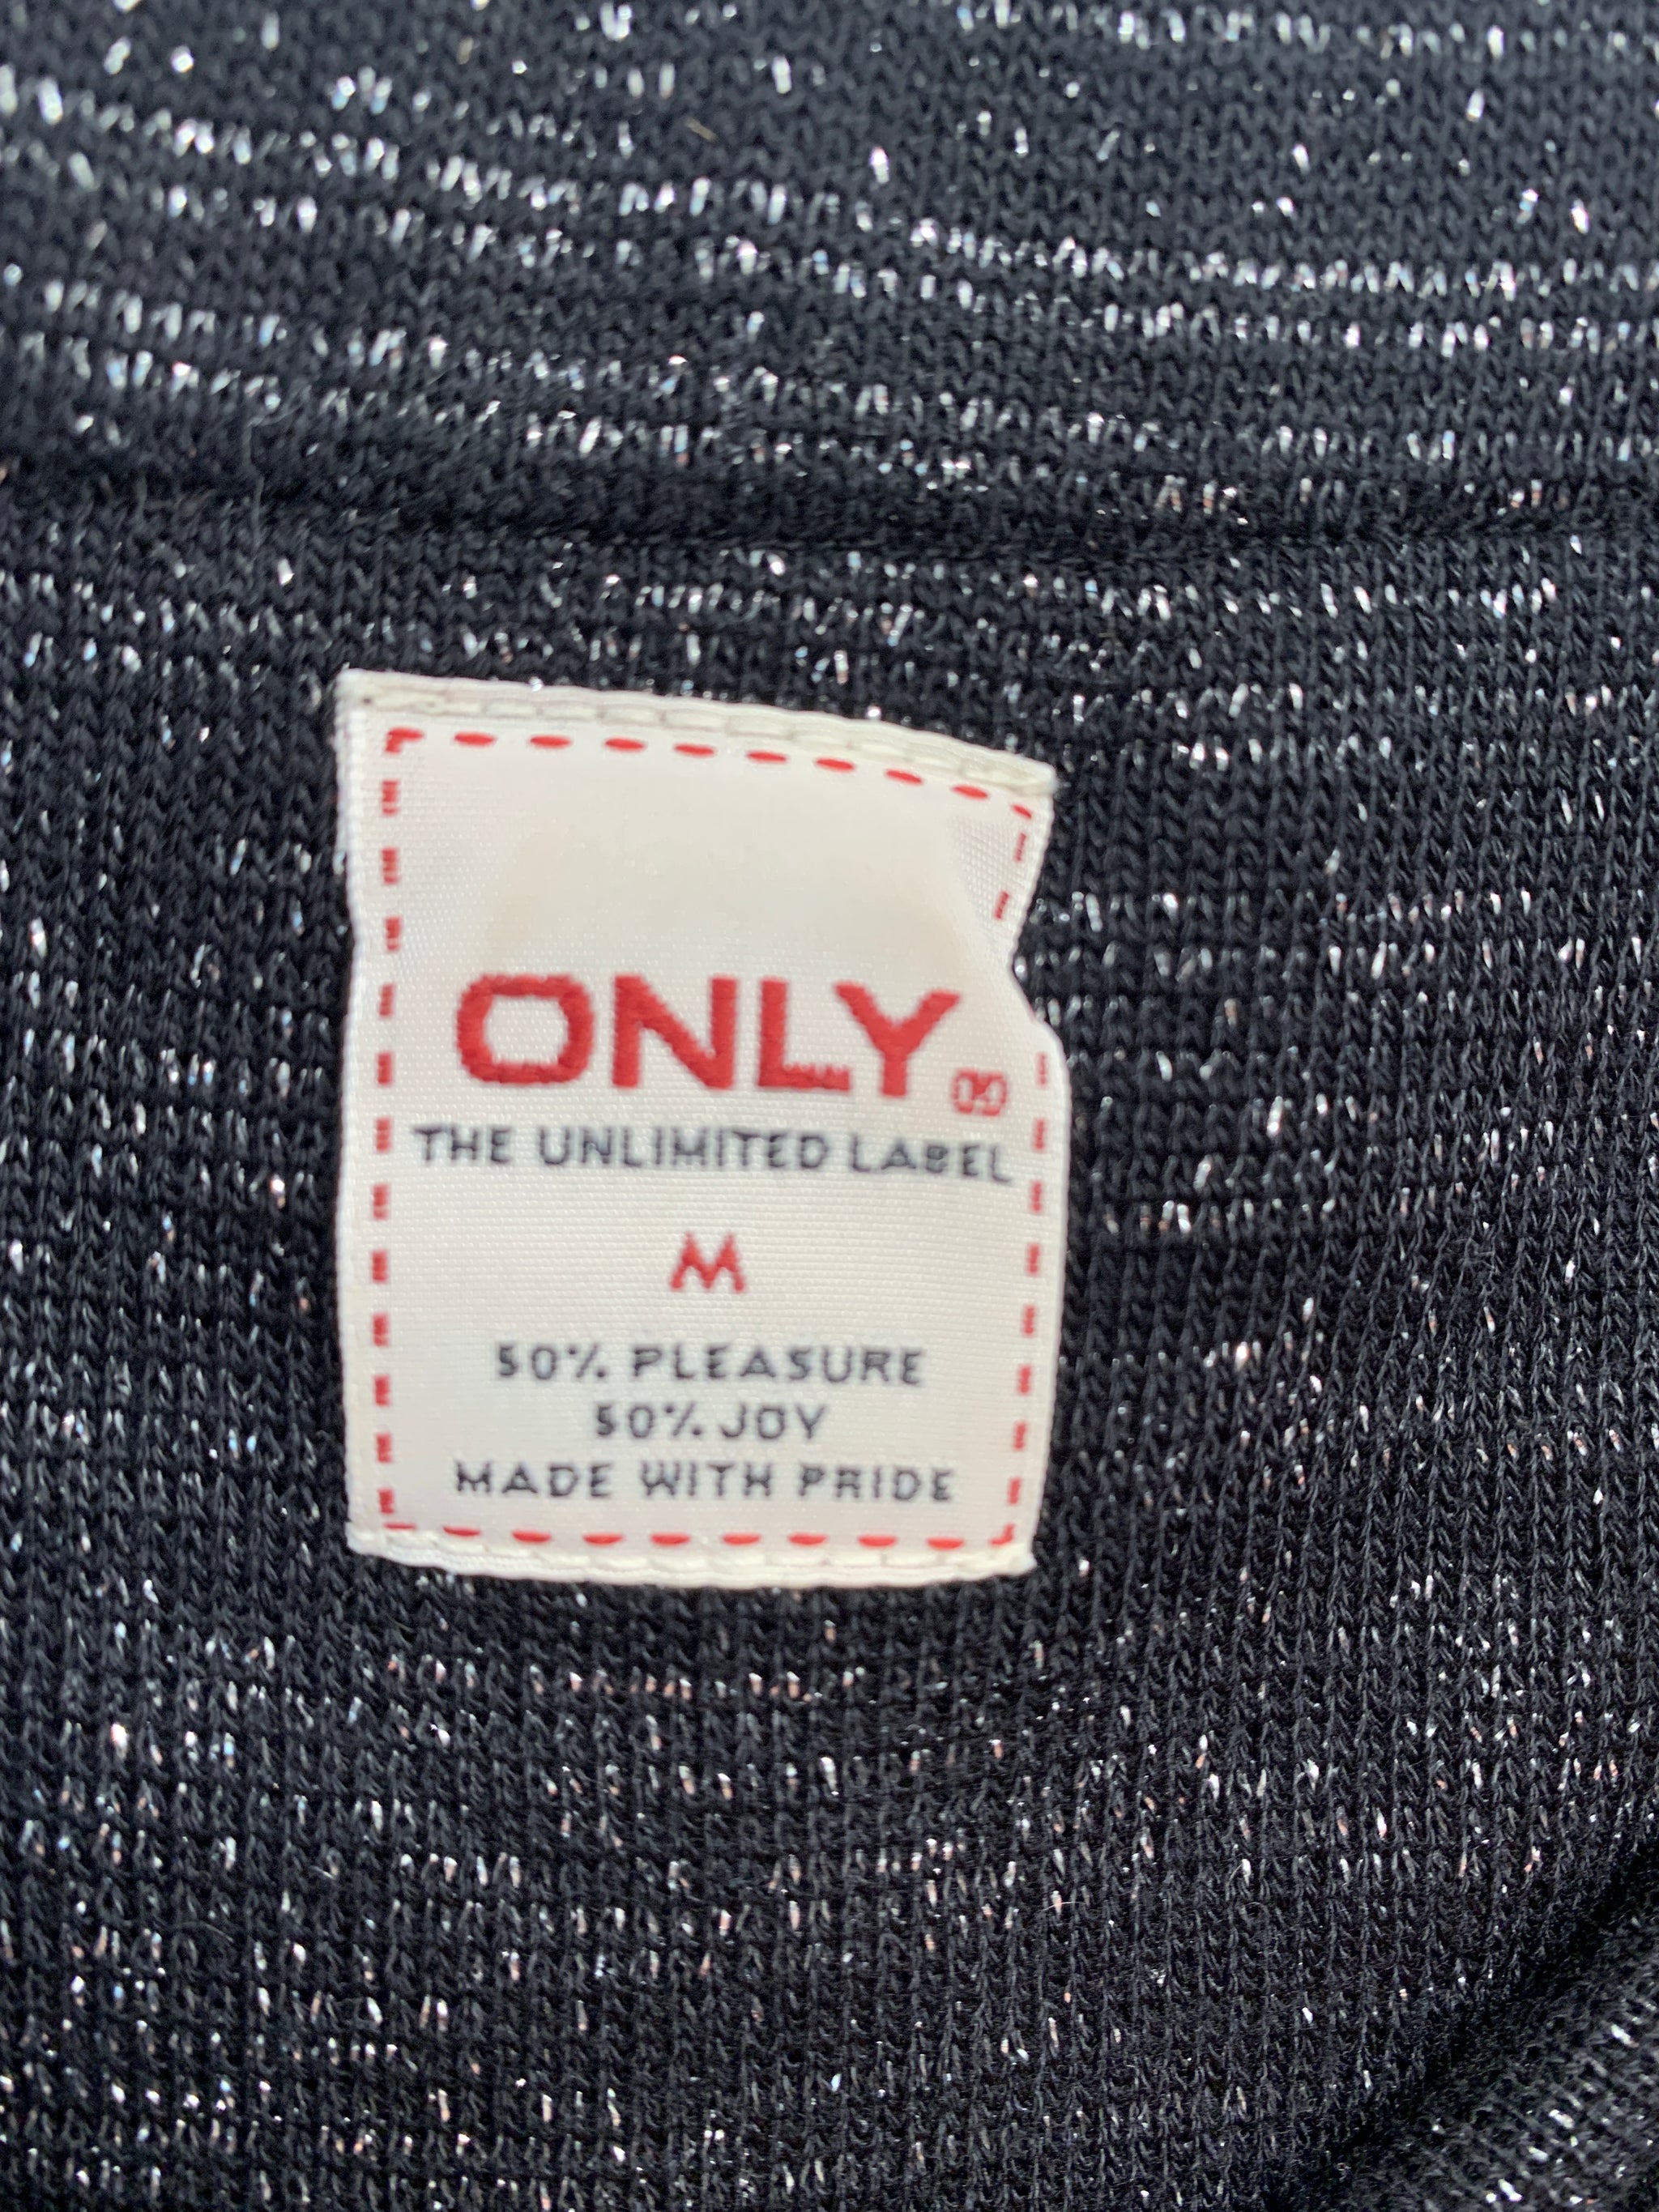 ONLY®
THE UNLIMITED LABEL
M
50% PLEASURE
50% JOY
MADE WITH PRIDE